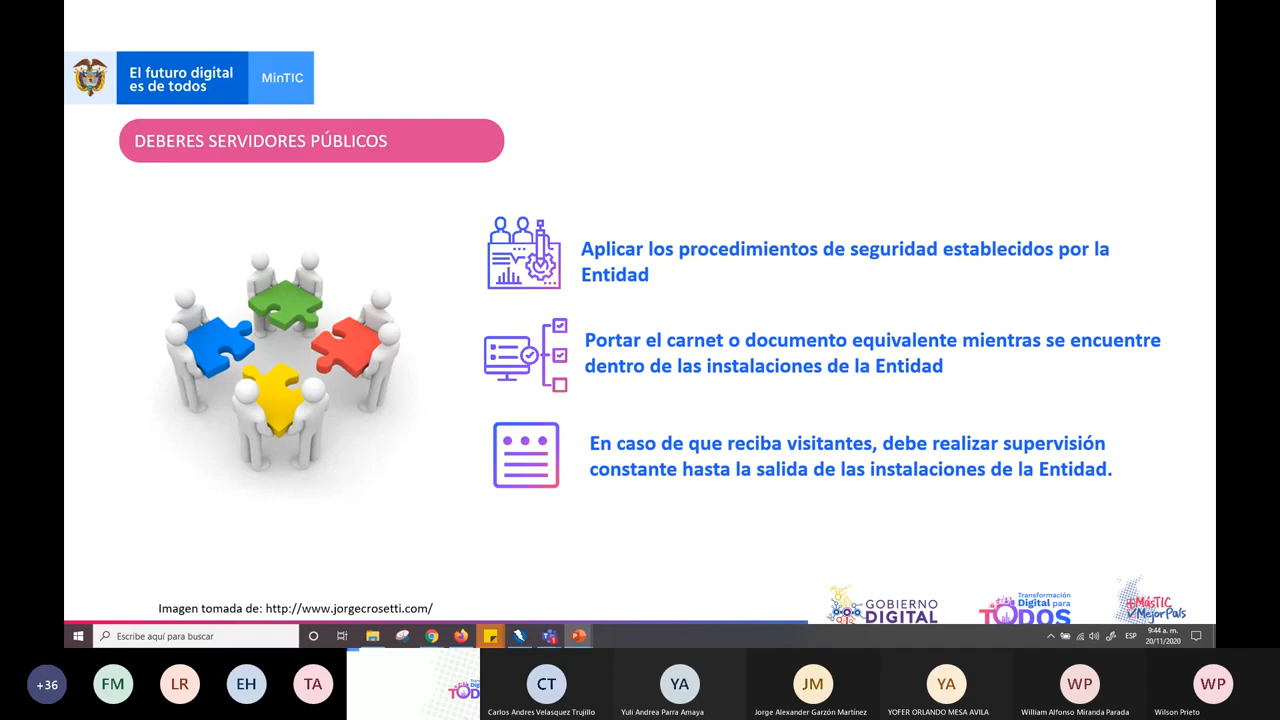 El futuro digital
es de todos
MinTIC
DEBERES SERVIDORES PÚBLICOS
Aplicar los procedimientos de seguridad establecidos por la
Entidad
Portar el carnet o documento equivalente mientras se encuentre
dentro de las instalaciones de la Entidad
En caso de que reciba visitantes, debe realizar supervisión
constante hasta la salida de las instalaciones de la Entidad.
Imagen tomada de: http://www.jorgecrosetti.com/
GOBIERNO
DIGITAL
Transformación
Digital para
TODOS
+MásTIC
MejorPaís
Escribe aquí para buscar
ESP
9:44 a. m.
20/11/2020
+36
FM
LR
EH
TA
CT
YA
JM
YA
WP
WP
Carlos Andres Velasquez Trujillo
Yuli Andrea Parra Amaya
Jorge Alexander Garzón Martínez
YOFER ORLANDO MESA AVILA
William Alfonso Miranda Parada
Wilson Prieto